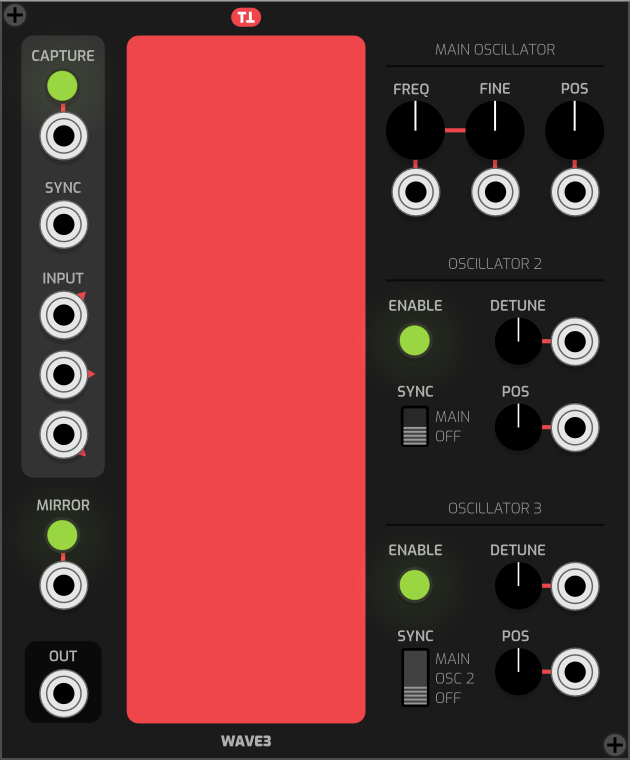 CAPTURE
SYNC
INPUT
MIRROR
OUT
WAVE3
MAIN OSCILLATOR
FREQ FINE POS
OSCILLATOR 2
ENABLE DETUNE
SYNC POS
MAIN
OFF
OSCILLATOR 3
ENABLE DETUNE
SYNC POS
MAIN
OSC 2
OFF